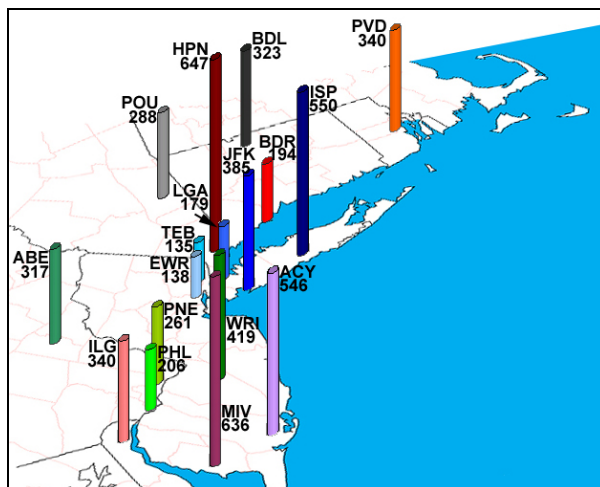 PVD
340
BDL
323
HPN
647
ISP
550
POU
288
BDR
194
JFK
385
LGA
179
TEB
135
EWR
138
ABE
317
ACY
546
PNE
261
WRI
419
ILG
340
PHL
206
MIV
636